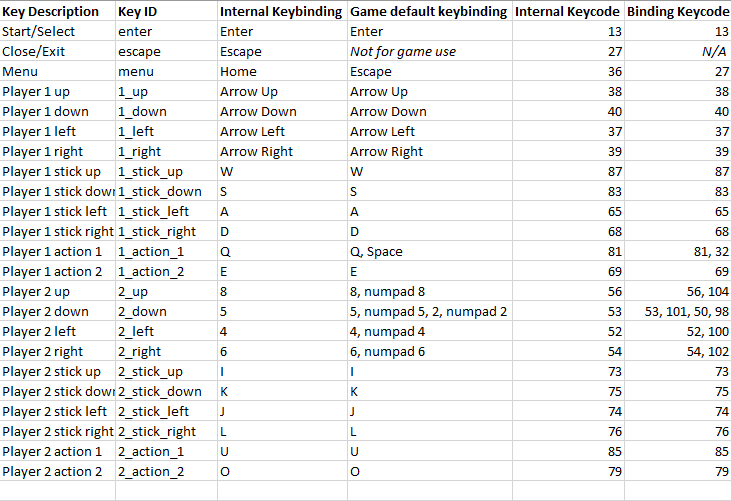 Key Description Key ID Internal Keybinding Game default keybinding Internal Keycode Binding Keycode
Start/Select enter Enter Enter 13 13
Close/Exit escape Escape Not for game use 27 N/A
Menu menu Home Escape 36 27
Player 1 up 1_up Arrow Up Arrow Up 38 38
Player 1 down 1_down Arrow Down Arrow Down 40 40
Player 1 left 1_left Arrow Left Arrow Left 37 37
Player 1 right 1_right Arrow Right Arrow Right 39 39
Player 1 stick up 1_stick_up W W 87 87
Player 1 stick dow 1_stick_down S S 83 83
Player 1 stick left 1_stick_left A A 65 65
Player 1 stick right 1_stick_right D D 68 68
Player 1 action 1 1_action_1 Q Q, Space 81 81, 32
Player 1 action 2 1_action_2 E E 69 69
Player 2 up 2_up 8 8, numpad 8 56 56, 104
Player 2 down 2_down 5 5, numpad 5, 2, numpad 2 53 53, 101, 50, 98
Player 2 left 2_left 4 4, numpad 4 52 52, 100
Player 2 right 2_right 6 6, numpad 6 54 54, 102
Player 2 stick up 2_stick_up I I 73 73
Player 2 stick dow 2_stick_down K K 75 75
Player 2 stick left 2_stick_left J J 74 74
Player 2 stick right 2_stick_right L L 76 76
Player 2 action 1 2_action_1 U U 85 85
Player 2 action 2 2_action_2 O O 79 79